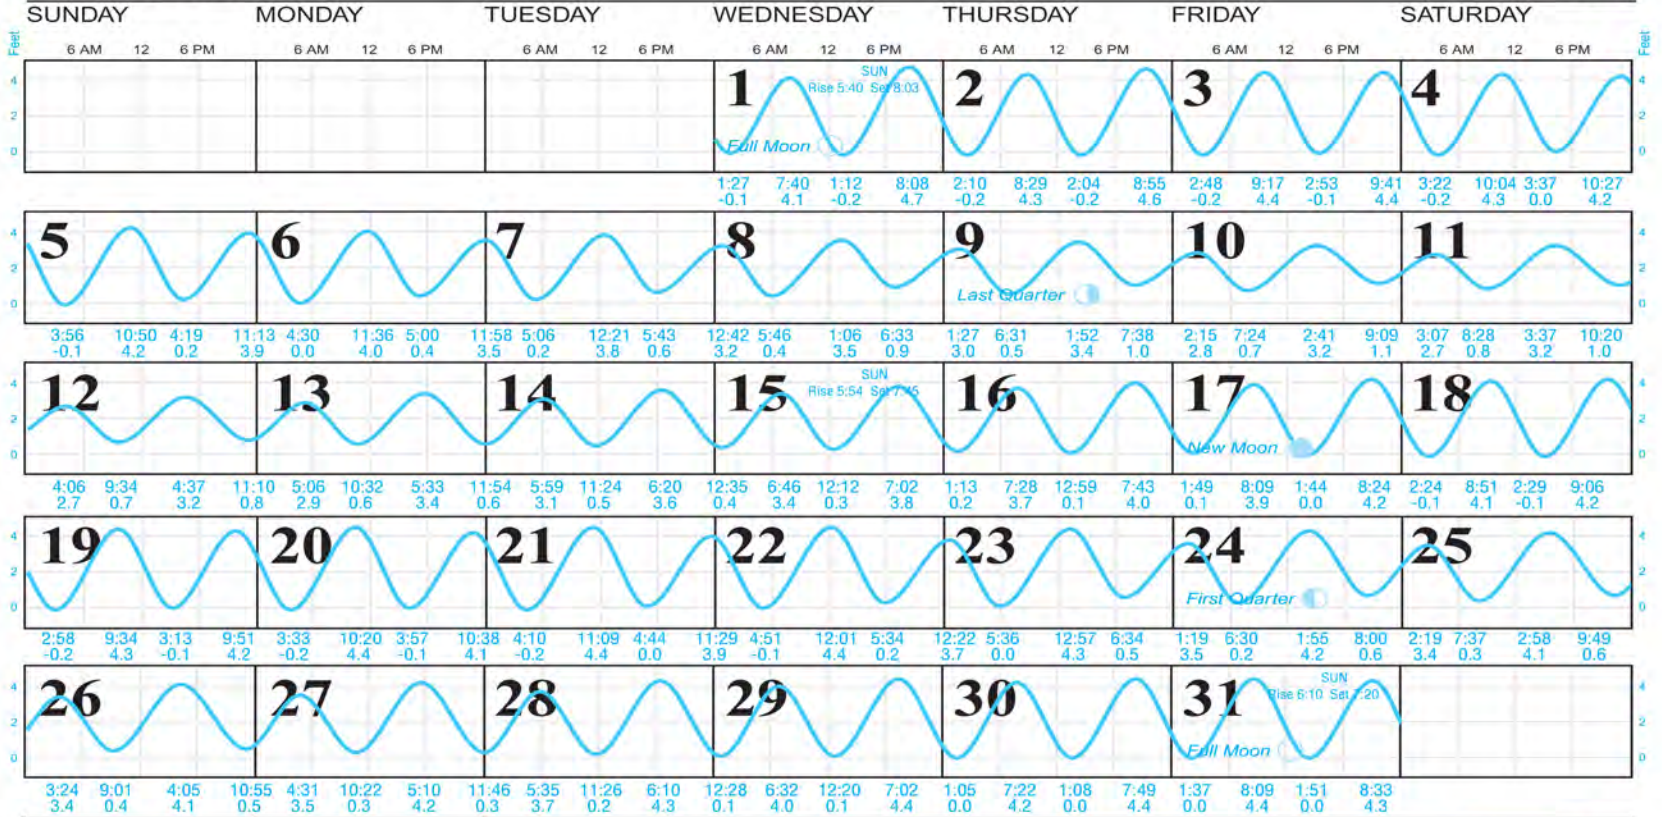 SUNDAY MONDAY TUESDAY WEDNESDAY THURSDAY FRIDAY SATURDAY
Feet 6 AM 12 6 PM 6 AM 12 6 PM 6 AM 12 6 PM 6 AM 12 6 PM 6 AM 12 6 PM 6 AM 12 6 PM 6 AM 12 6 PM Feet
4 1 SUN 2 3 4 4
Rise 5:40 Set 8:03
2 2
0 Full Moon 0
1:27 7:40 1:12 8:08 2:10 8:29 2:04 8:55 2:48 9:17 2:53 9:41 3:22 10:04 3:37 10:27
-0.1 4.1 -0.2 4.7 -0.2 4.3 -0.2 4.6 -0.2 4.4 -0.1 4.4 -0.2 4.3 0.0 4.2
4 5 6 7 8 9 10 11 4
2 2
0 Last Quarter 0
3:56 10:50 4:19 11:13 4:30 11:36 5:00 11:58 5:06 12:21 5:43 12:42 5:46 1:06 6:33 1:27 6:31 1:52 7:38 2:15 7:24 2:41 9:09 3:07 8:28 3:37 10:20
-0.1 4.2 0.2 3.9 0.0 4.0 0.4 3.5 0.2 3.8 0.6 3.2 0.4 3.5 0.9 3.0 0.5 3.4 1.0 2.8 0.7 3.2 1.1 2.7 0.8 3.2 1.0
4 12 13 14 15 SUN 16 17 18 4
Rise 5:54 Set 7:45
2 2
0 New Moon 0
4:06 9:34 4:37 11:10 5:06 10:32 5:33 11:54 5:59 11:24 6:20 12:35 6:46 12:12 7:02 1:13 7:28 12:59 7:43 1:49 8:09 1:44 8:24 2:24 8:51 2:29 9:06
2.7 0.7 3.2 0.8 2.9 0.6 3.4 0.6 3.1 0.5 3.6 0.4 3.4 0.3 3.8 0.2 3.7 0.1 4.0 0.1 3.9 0.0 4.2 -0.1 4.1 -0.1 4.2
4 19 20 21 22 23 24 25 4
2 2
0 First Quarter 0
2:58 9:34 3:13 9:51 3:33 10:20 3:57 10:38 4:10 11:09 4:44 11:29 4:51 12:01 5:34 12:22 5:36 12:57 6:34 1:19 6:30 1:55 8:00 2:19 7:37 2:58 9:49
-0.2 4.3 -0.1 4.2 -0.2 4.4 -0.1 4.1 -0.2 4.4 0.0 3.9 -0.1 4.4 0.2 3.7 0.0 4.3 0.5 3.5 0.2 4.2 0.6 3.4 0.3 4.1 0.6
4 26 27 28 29 30 31 SUN 4
Rise 6:10 Set 7:20
2 2
0 Full Moon 0
3:24 9:01 4:05 10:55 4:31 10:22 5:10 11:46 5:35 11:26 6:10 12:28 6:32 12:20 7:02 1:05 7:22 1:08 7:49 1:37 8:09 1:51 8:33
3.4 0.4 4.1 0.5 3.5 0.3 4.2 0.3 3.7 0.2 4.3 0.1 4.0 0.1 4.4 0.0 4.2 0.0 4.4 0.0 4.4 0.0 4.3